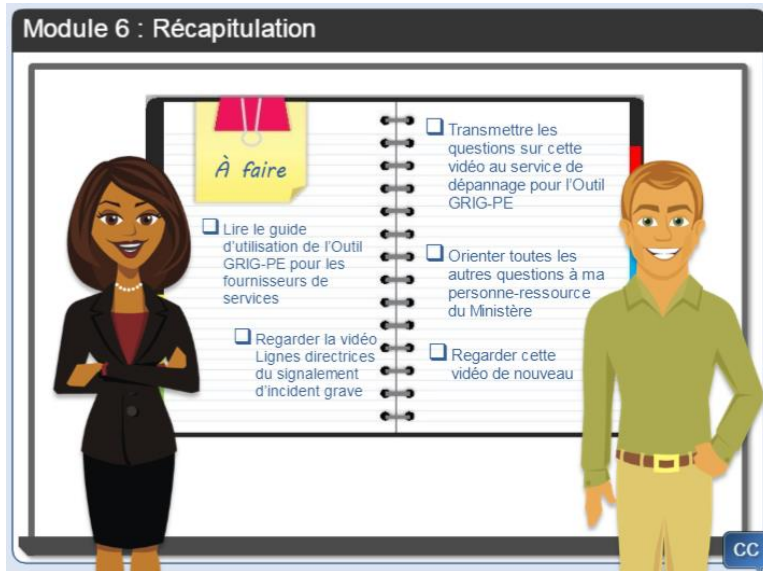 Module 6 : Récapitulation
À faire
Lire le guide
d'utilisation de l'Outil
GRIG-PE pour les
fournisseurs de
services
Regarder la vidéo
Lignes directrices
du signalement
d'incident grave
Transmettre les
questions sur cette
vidéo au service de
dépannage pour l'Outil
GRIG-PE
Orienter toutes les
autres questions à ma
personne-ressource
du Ministère
Regarder cette
vidéo de nouveau
CC